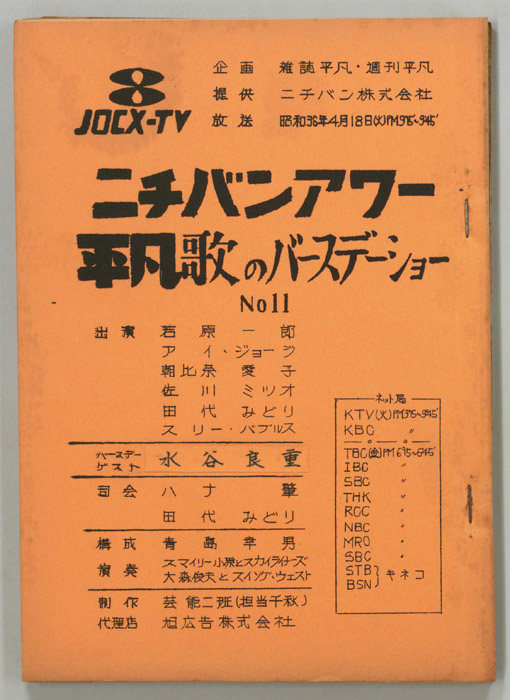 8
JOCX-TV
企画 雑誌平凡・週刊平凡
提供 ニチバン株式会社
放送 昭和36年4月18日(火)PM9.15~9.45'
ニチバンアワー
平凡歌のバースデーショー
No11
出演 若原一郎
アイ・ジョージ
朝比奈愛子
佐川ミツオ
田代みどり
スリー・バブルス
バースデーゲスト 水谷良重
司会 ハナ肇
田代みどり
構成 青島幸男
演奏 スマイリー小原とスカイライナーズ
大森俊夫とスイングウェスト
制作 芸能二班(担当千秋)
代理店 旭広告株式会社
ネット局
KTV(火)PM9.15~9.45'
KBC 〃
TBC(金)PM6.15~6.45'
IBC 〃
SBC 〃
THK 〃
RCC 〃
NBC 〃
MRO 〃
SBC 〃
STB
BSN } キネコ